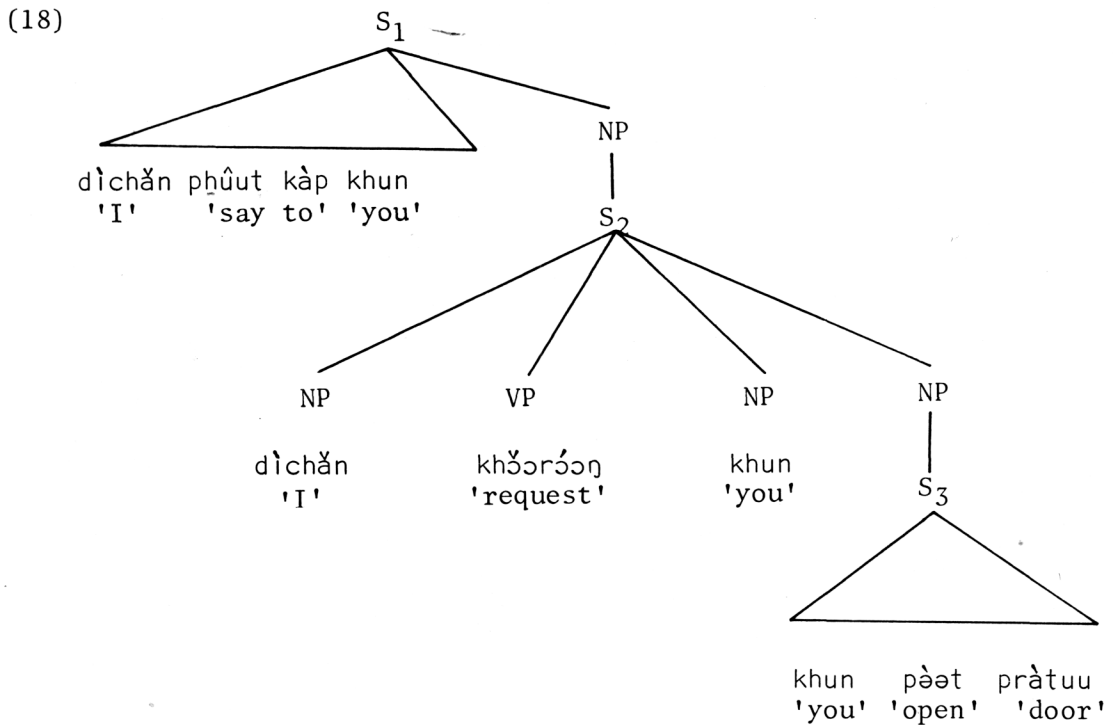 (18)
S₁
NP
dìchǎn phûut kàp khun
'I' 'say to' 'you'
S₂
NP VP NP NP
dìchǎn khɔ̌ɔrɔ́ɔŋ khun
'I' 'request' 'you'
S₃
khun pə̀ət pràtuu
'you' 'open' 'door'